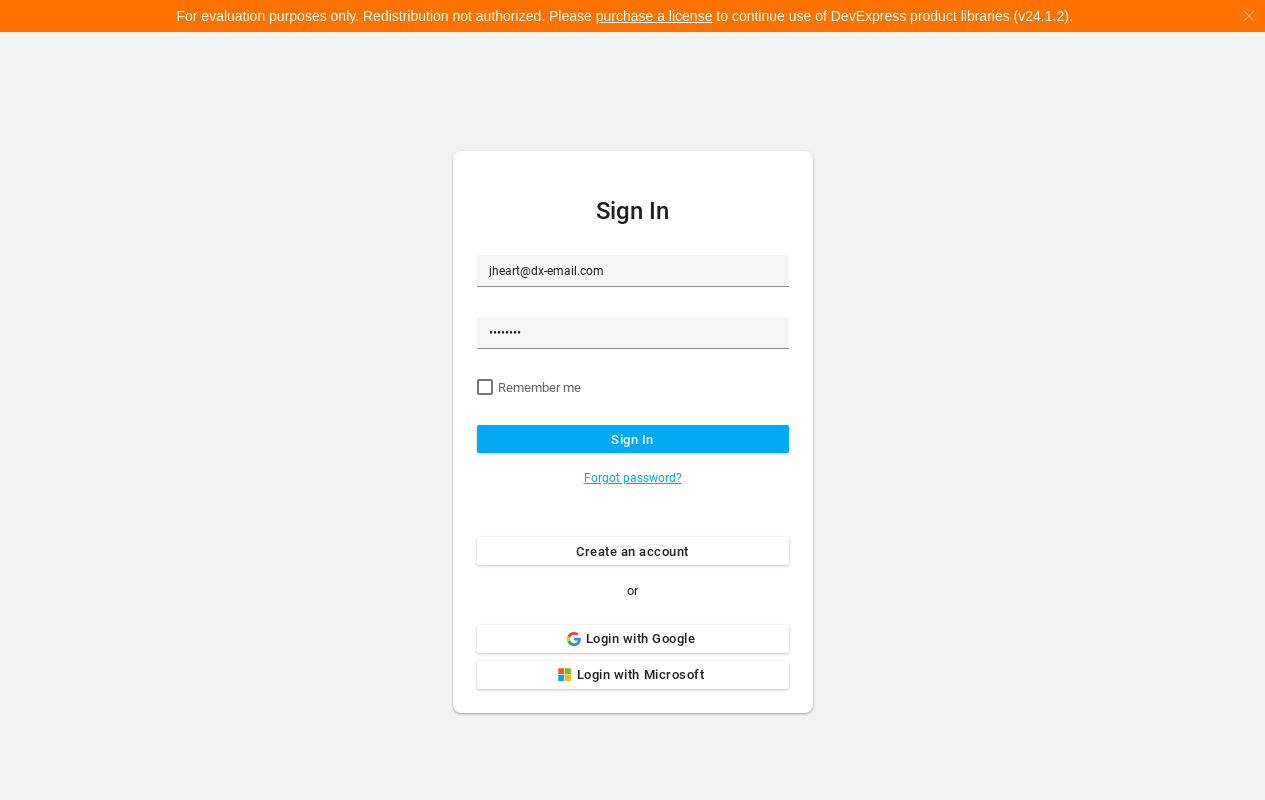 For evaluation purposes only. Redistribution not authorized. Please purchase a license to continue use of DevExpress product libraries (v24.1.2).
Sign In
jheart@dx-email.com
••••••••
Remember me
Sign In
Forgot password?
Create an account
or
Login with Google
Login with Microsoft